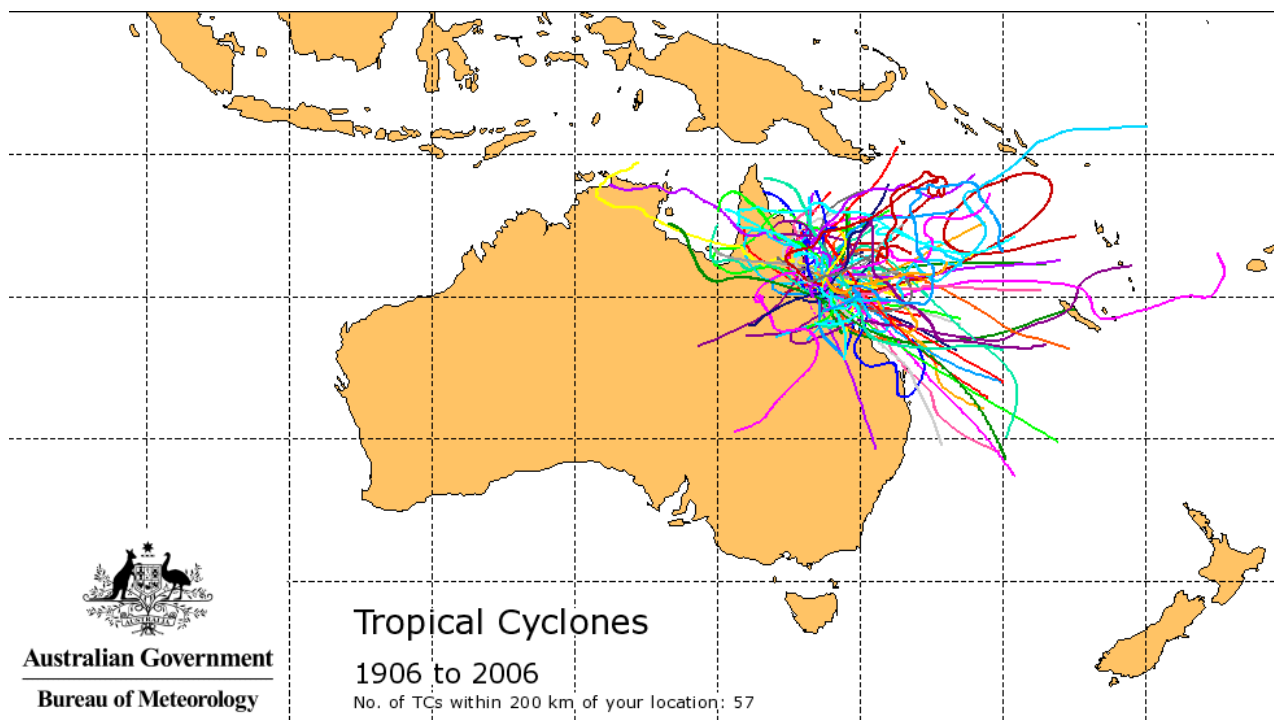 Tropical Cyclones
1906 to 2006
No. of TCs within 200 km of your location: 57
AUSTRALIA
Australian Government
Bureau of Meteorology